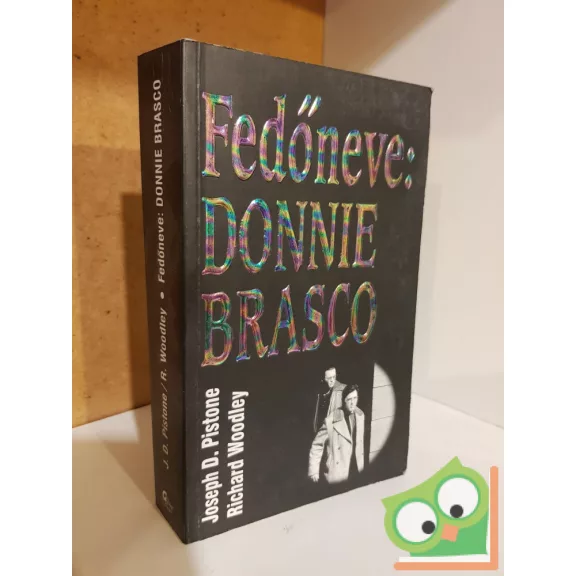 J. D. Pistone / R. Woodley • Fedőneve: DONNIE BRASCO
Fedőneve:
DONNIE
BRASCO
Joseph D. Pistone
Richard Woodley